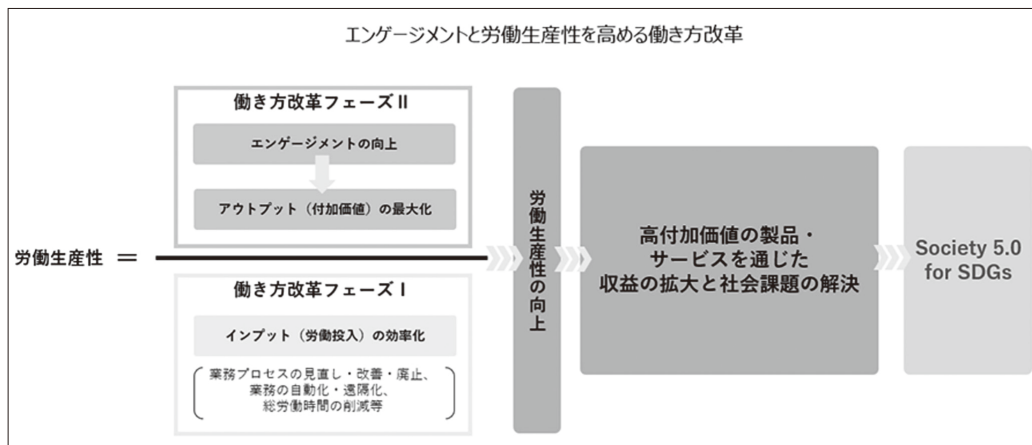 エンゲージメントと労働生産性を高める働き方改革
働き方改革フェーズⅡ
エンゲージメントの向上
アウトプット（付加価値）の最大化
労働生産性 ＝
働き方改革フェーズⅠ
インプット（労働投入）の効率化
業務プロセスの見直し・改善・廃止、
業務の自動化・遠隔化、
総労働時間の削減等
労働生産性の向上
高付加価値の製品・
サービスを通じた
収益の拡大と社会課題の解決
Society 5.0
for SDGs